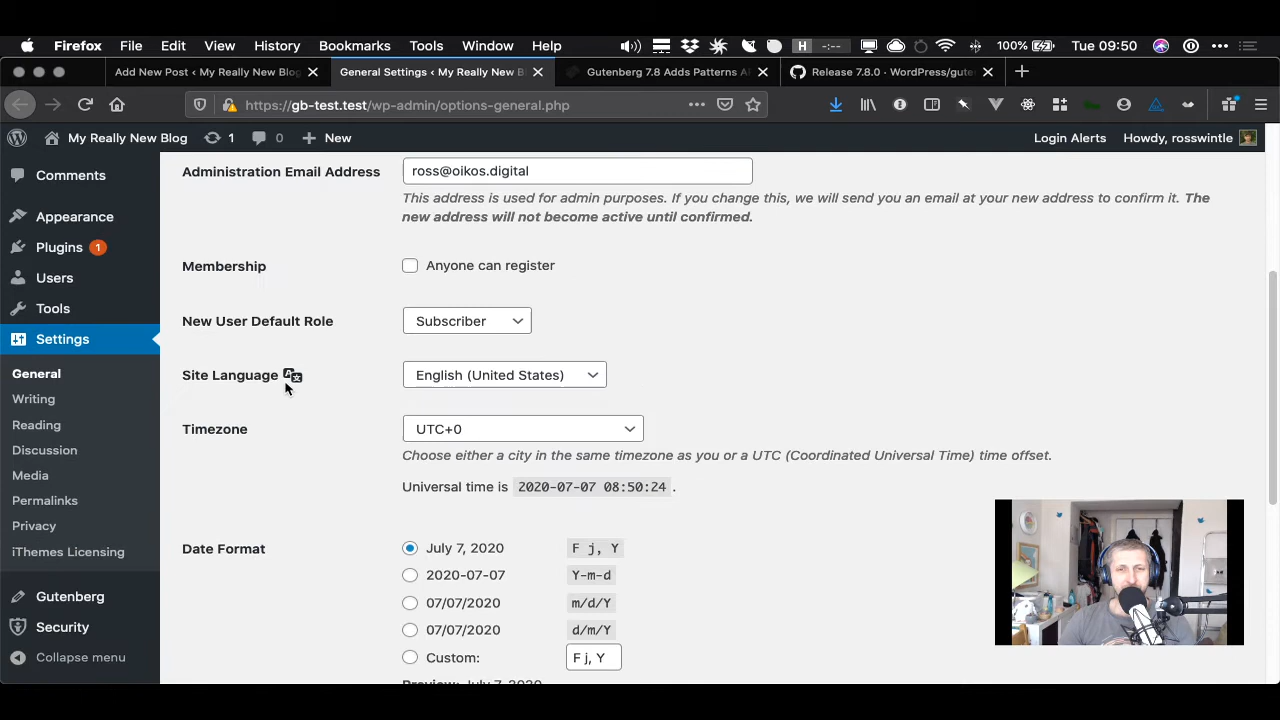 Firefox File Edit View History Bookmarks Tools Window Help H -:-- 100% Tue 09:50
Add New Post ‹ My Really New Blog
General Settings ‹ My Really New B
Gutenberg 7.8 Adds Patterns A
Release 7.8.0 · WordPress/gute
https://gb-test.test/wp-admin/options-general.php
My Really New Blog 1 0 New Login Alerts Howdy, rosswintle
Comments
Appearance
Plugins 1
Users
Tools
Settings
General
Writing
Reading
Discussion
Media
Permalinks
Privacy
iThemes Licensing
Gutenberg
Security
Collapse menu
Administration Email Address ross@oikos.digital
This address is used for admin purposes. If you change this, we will send you an email at your new address to confirm it. The
new address will not become active until confirmed.
Membership Anyone can register
New User Default Role Subscriber
Site Language English (United States)
Timezone UTC+0
Choose either a city in the same timezone as you or a UTC (Coordinated Universal Time) time offset.
Universal time is 2020-07-07 08:50:24 .
Date Format July 7, 2020 F j, Y
2020-07-07 Y-m-d
07/07/2020 m/d/Y
07/07/2020 d/m/Y
Custom: F j, Y
Preview: July 7, 2020